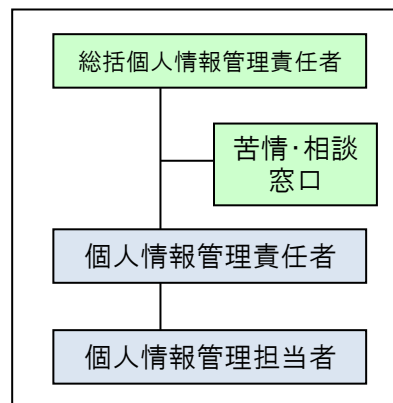 総括個人情報管理責任者
苦情・相談
窓口
個人情報管理責任者
個人情報管理担当者